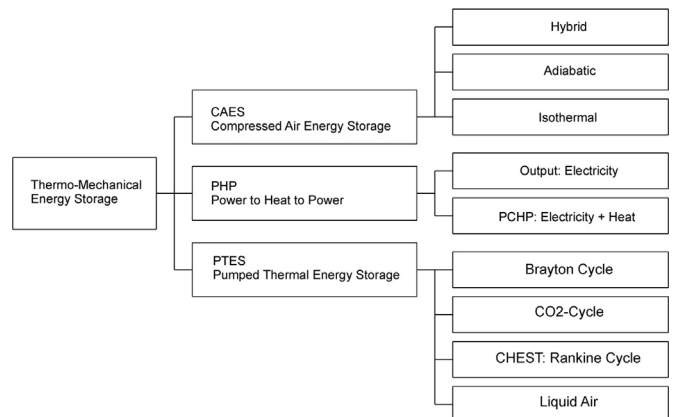 Thermo-Mechanical
Energy Storage
CAES
Compressed Air Energy Storage
Hybrid
Adiabatic
Isothermal
PHP
Power to Heat to Power
Output: Electricity
PCHP: Electricity + Heat
PTES
Pumped Thermal Energy Storage
Brayton Cycle
CO2-Cycle
CHEST: Rankine Cycle
Liquid Air